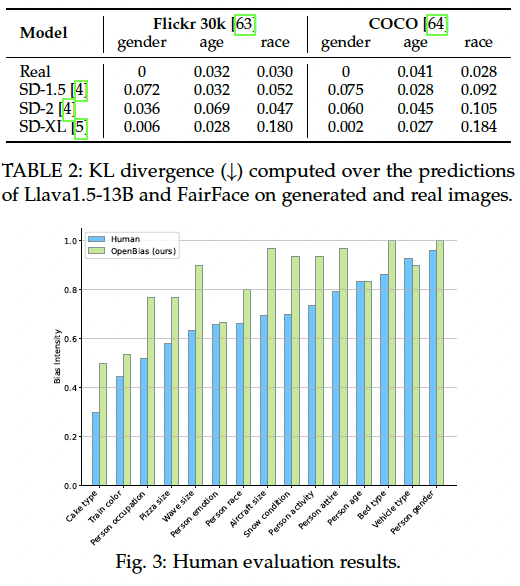 Model Flickr 30k [63] COCO [64]
gender age race gender age race
Real 0 0.032 0.030 0 0.041 0.028
SD-1.5 [4] 0.072 0.032 0.052 0.075 0.028 0.092
SD-2 [4] 0.036 0.069 0.047 0.060 0.045 0.105
SD-XL [5] 0.006 0.028 0.180 0.002 0.027 0.184
TABLE 2: KL divergence (↓) computed over the predictions
of Llava1.5-13B and FairFace on generated and real images.
Human
OpenBias (ours)
Bias Intensity
1.0
0.8
0.6
0.4
0.2
0.0
Cake type
Train color
Person occupation
Pizza size
Wave size
Person emotion
Person race
Aircraft size
Snow condition
Person activity
Person attire
Person age
Bed type
Vehicle type
Person gender
Fig. 3: Human evaluation results.